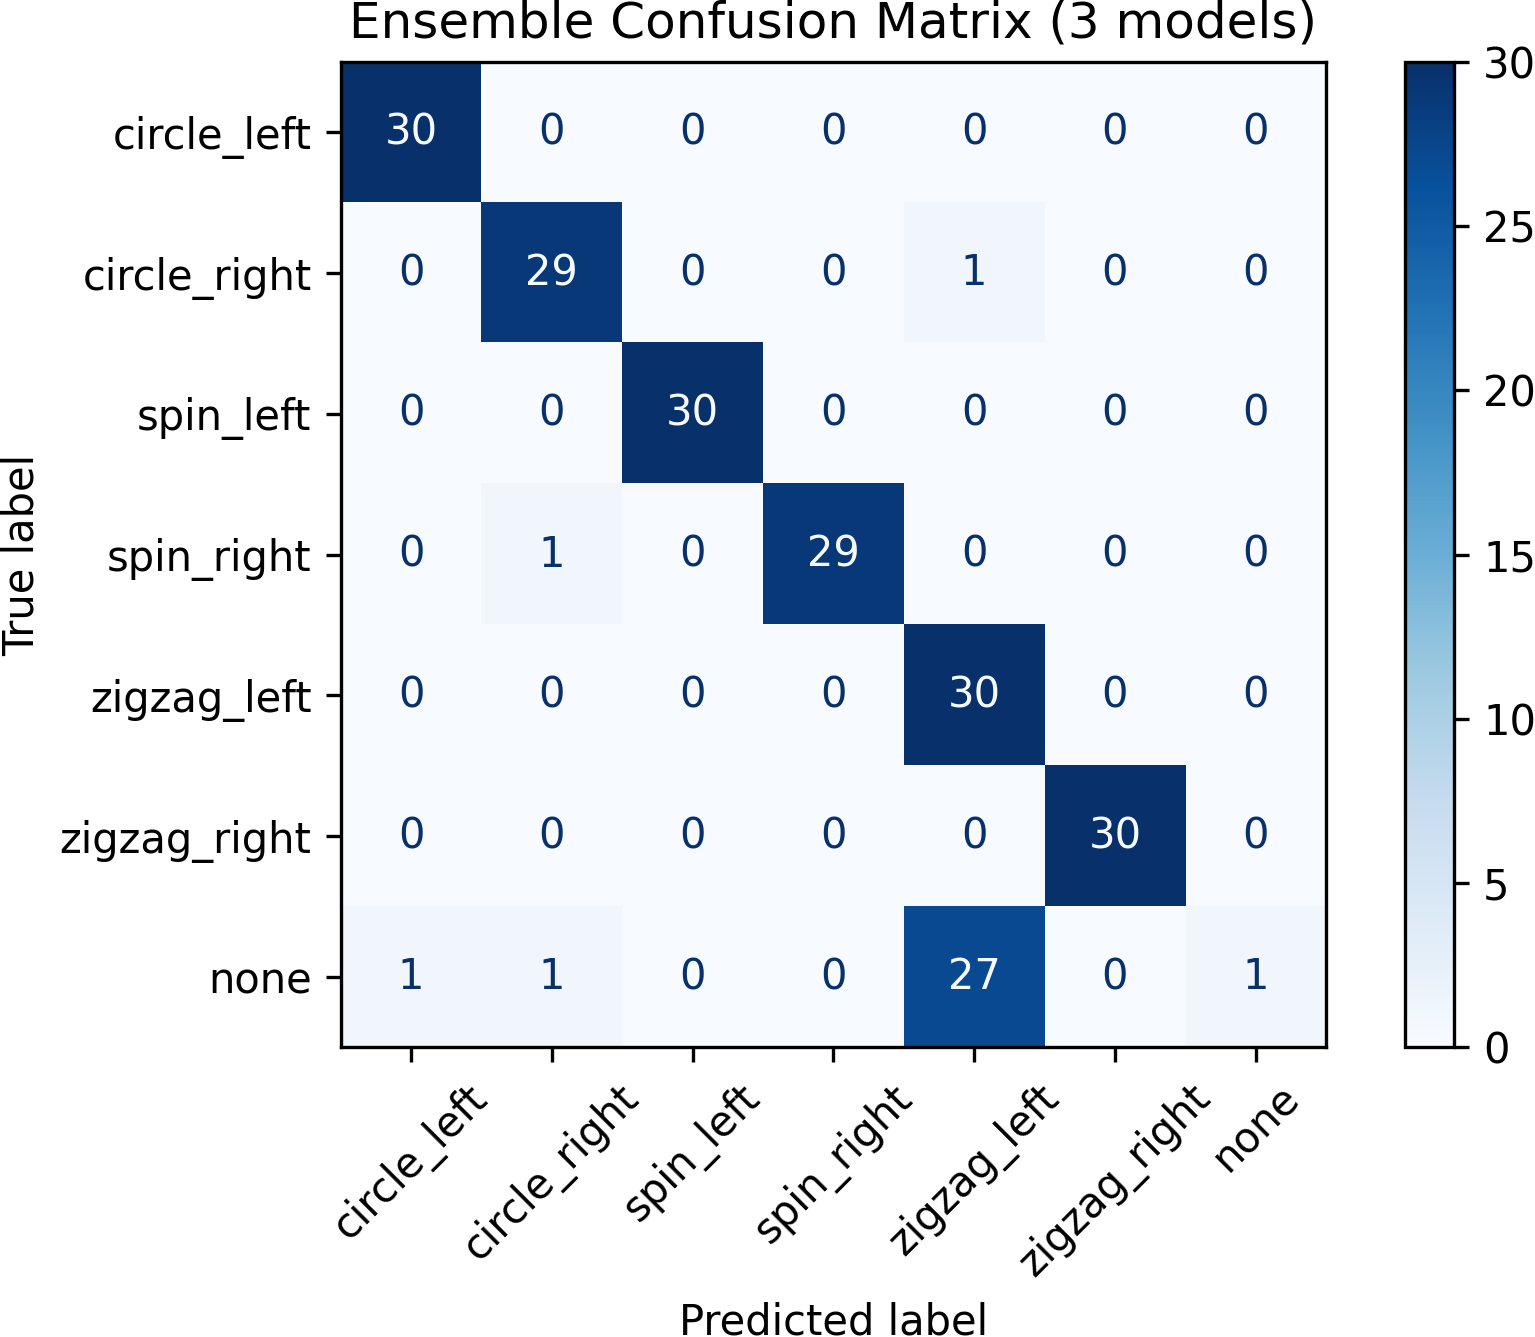 Ensemble Confusion Matrix (3 models)
circle_left 30 0 0 0 0 0 0
circle_right 0 29 0 0 1 0 0
spin_left 0 0 30 0 0 0 0
spin_right 0 1 0 29 0 0 0
zigzag_left 0 0 0 0 30 0 0
zigzag_right 0 0 0 0 0 30 0
none 1 1 0 0 27 0 1
True label
circle_left circle_right spin_left spin_right zigzag_left zigzag_right none
Predicted label
30
25
20
15
10
5
0